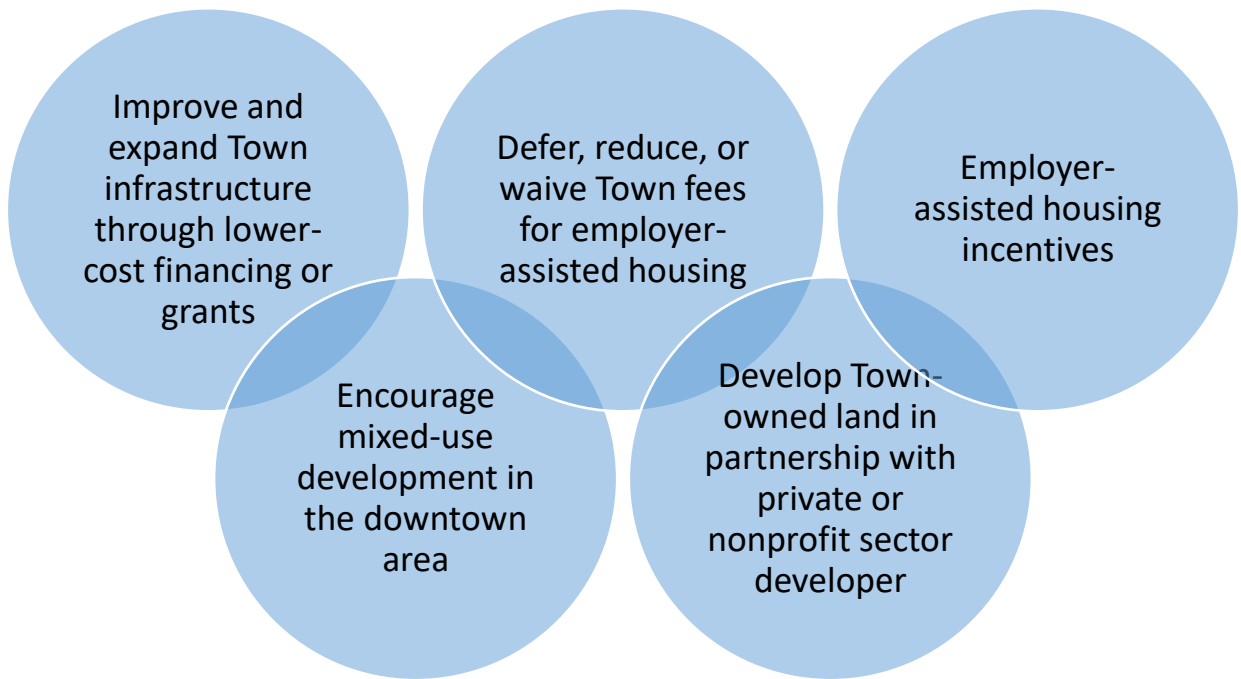 Improve and
expand Town
infrastructure
through lower-
cost financing or
grants
Defer, reduce, or
waive Town fees
for employer-
assisted housing
Employer-
assisted housing
incentives
Encourage
mixed-use
development in
the downtown
area
Develop Town-
owned land in
partnership with
private or
nonprofit sector
developer